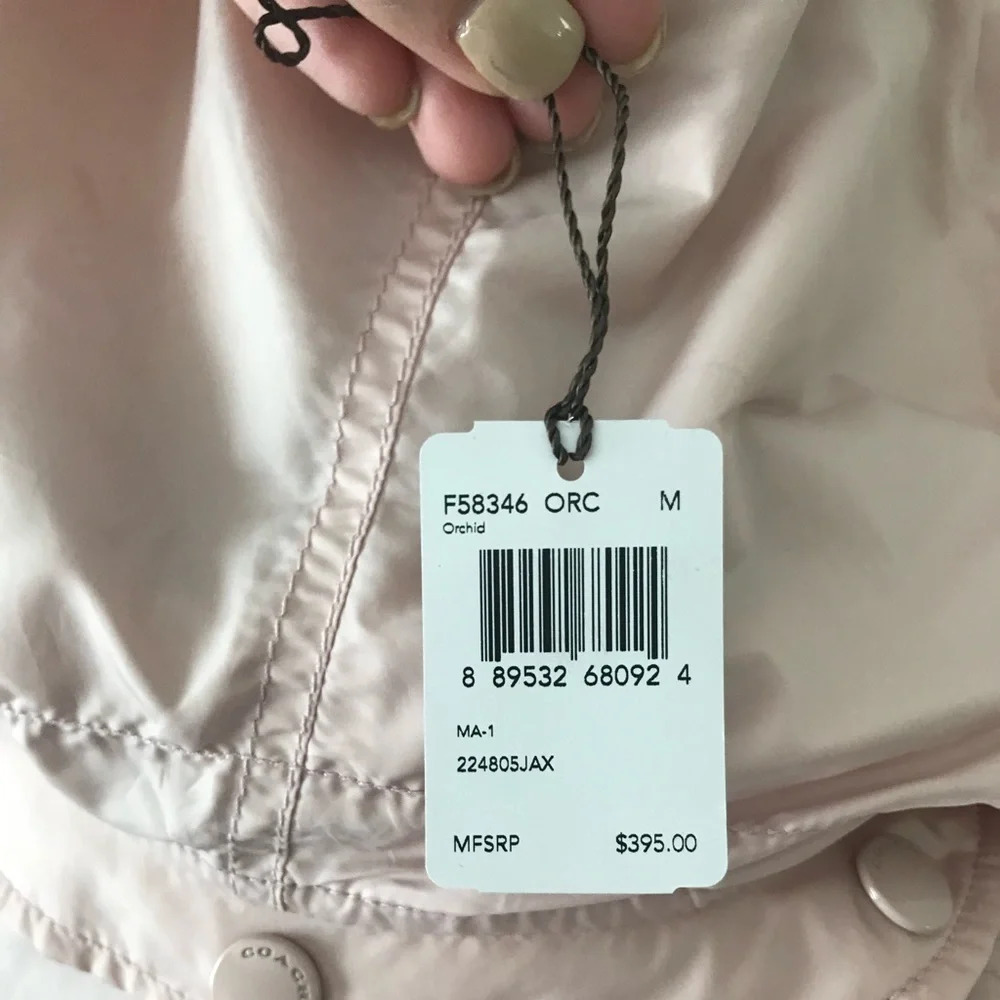 F58346 ORC M
Orchid
8 89532 68092 4
MA-1
224805JAX
MFSRP $395.00
COACH